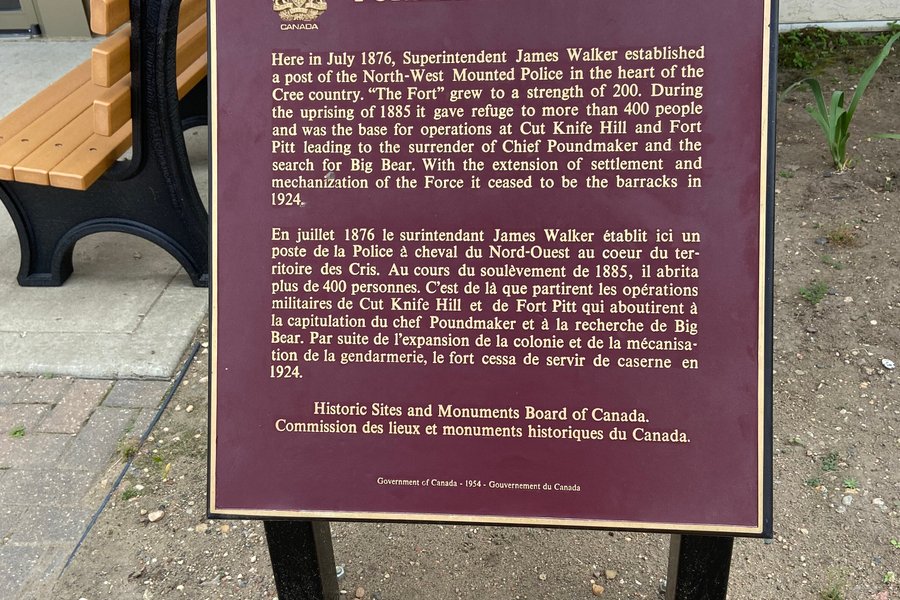 CANADA
Here in July 1876, Superintendent James Walker established
a post of the North-West Mounted Police in the heart of the
Cree country. “The Fort” grew to a strength of 200. During
the uprising of 1885 it gave refuge to more than 400 people
and was the base for operations at Cut Knife Hill and Fort
Pitt leading to the surrender of Chief Poundmaker and the
search for Big Bear. With the extension of settlement and
mechanization of the Force it ceased to be the barracks in
1924.
En juillet 1876 le surintendant James Walker établit ici un
poste de la Police à cheval du Nord-Ouest au coeur du ter-
ritoire des Cris. Au cours du soulèvement de 1885, il abrita
plus de 400 personnes. C’est de là que partirent les opérations
militaires de Cut Knife Hill et de Fort Pitt qui aboutirent à
la capitulation du chef Poundmaker et à la recherche de Big
Bear. Par suite de l’expansion de la colonie et de la mécanisa-
tion de la gendarmerie, le fort cessa de servir de caserne en
1924.
Historic Sites and Monuments Board of Canada.
Commission des lieux et monuments historiques du Canada.
Government of Canada - 1954 - Gouvernement du Canada